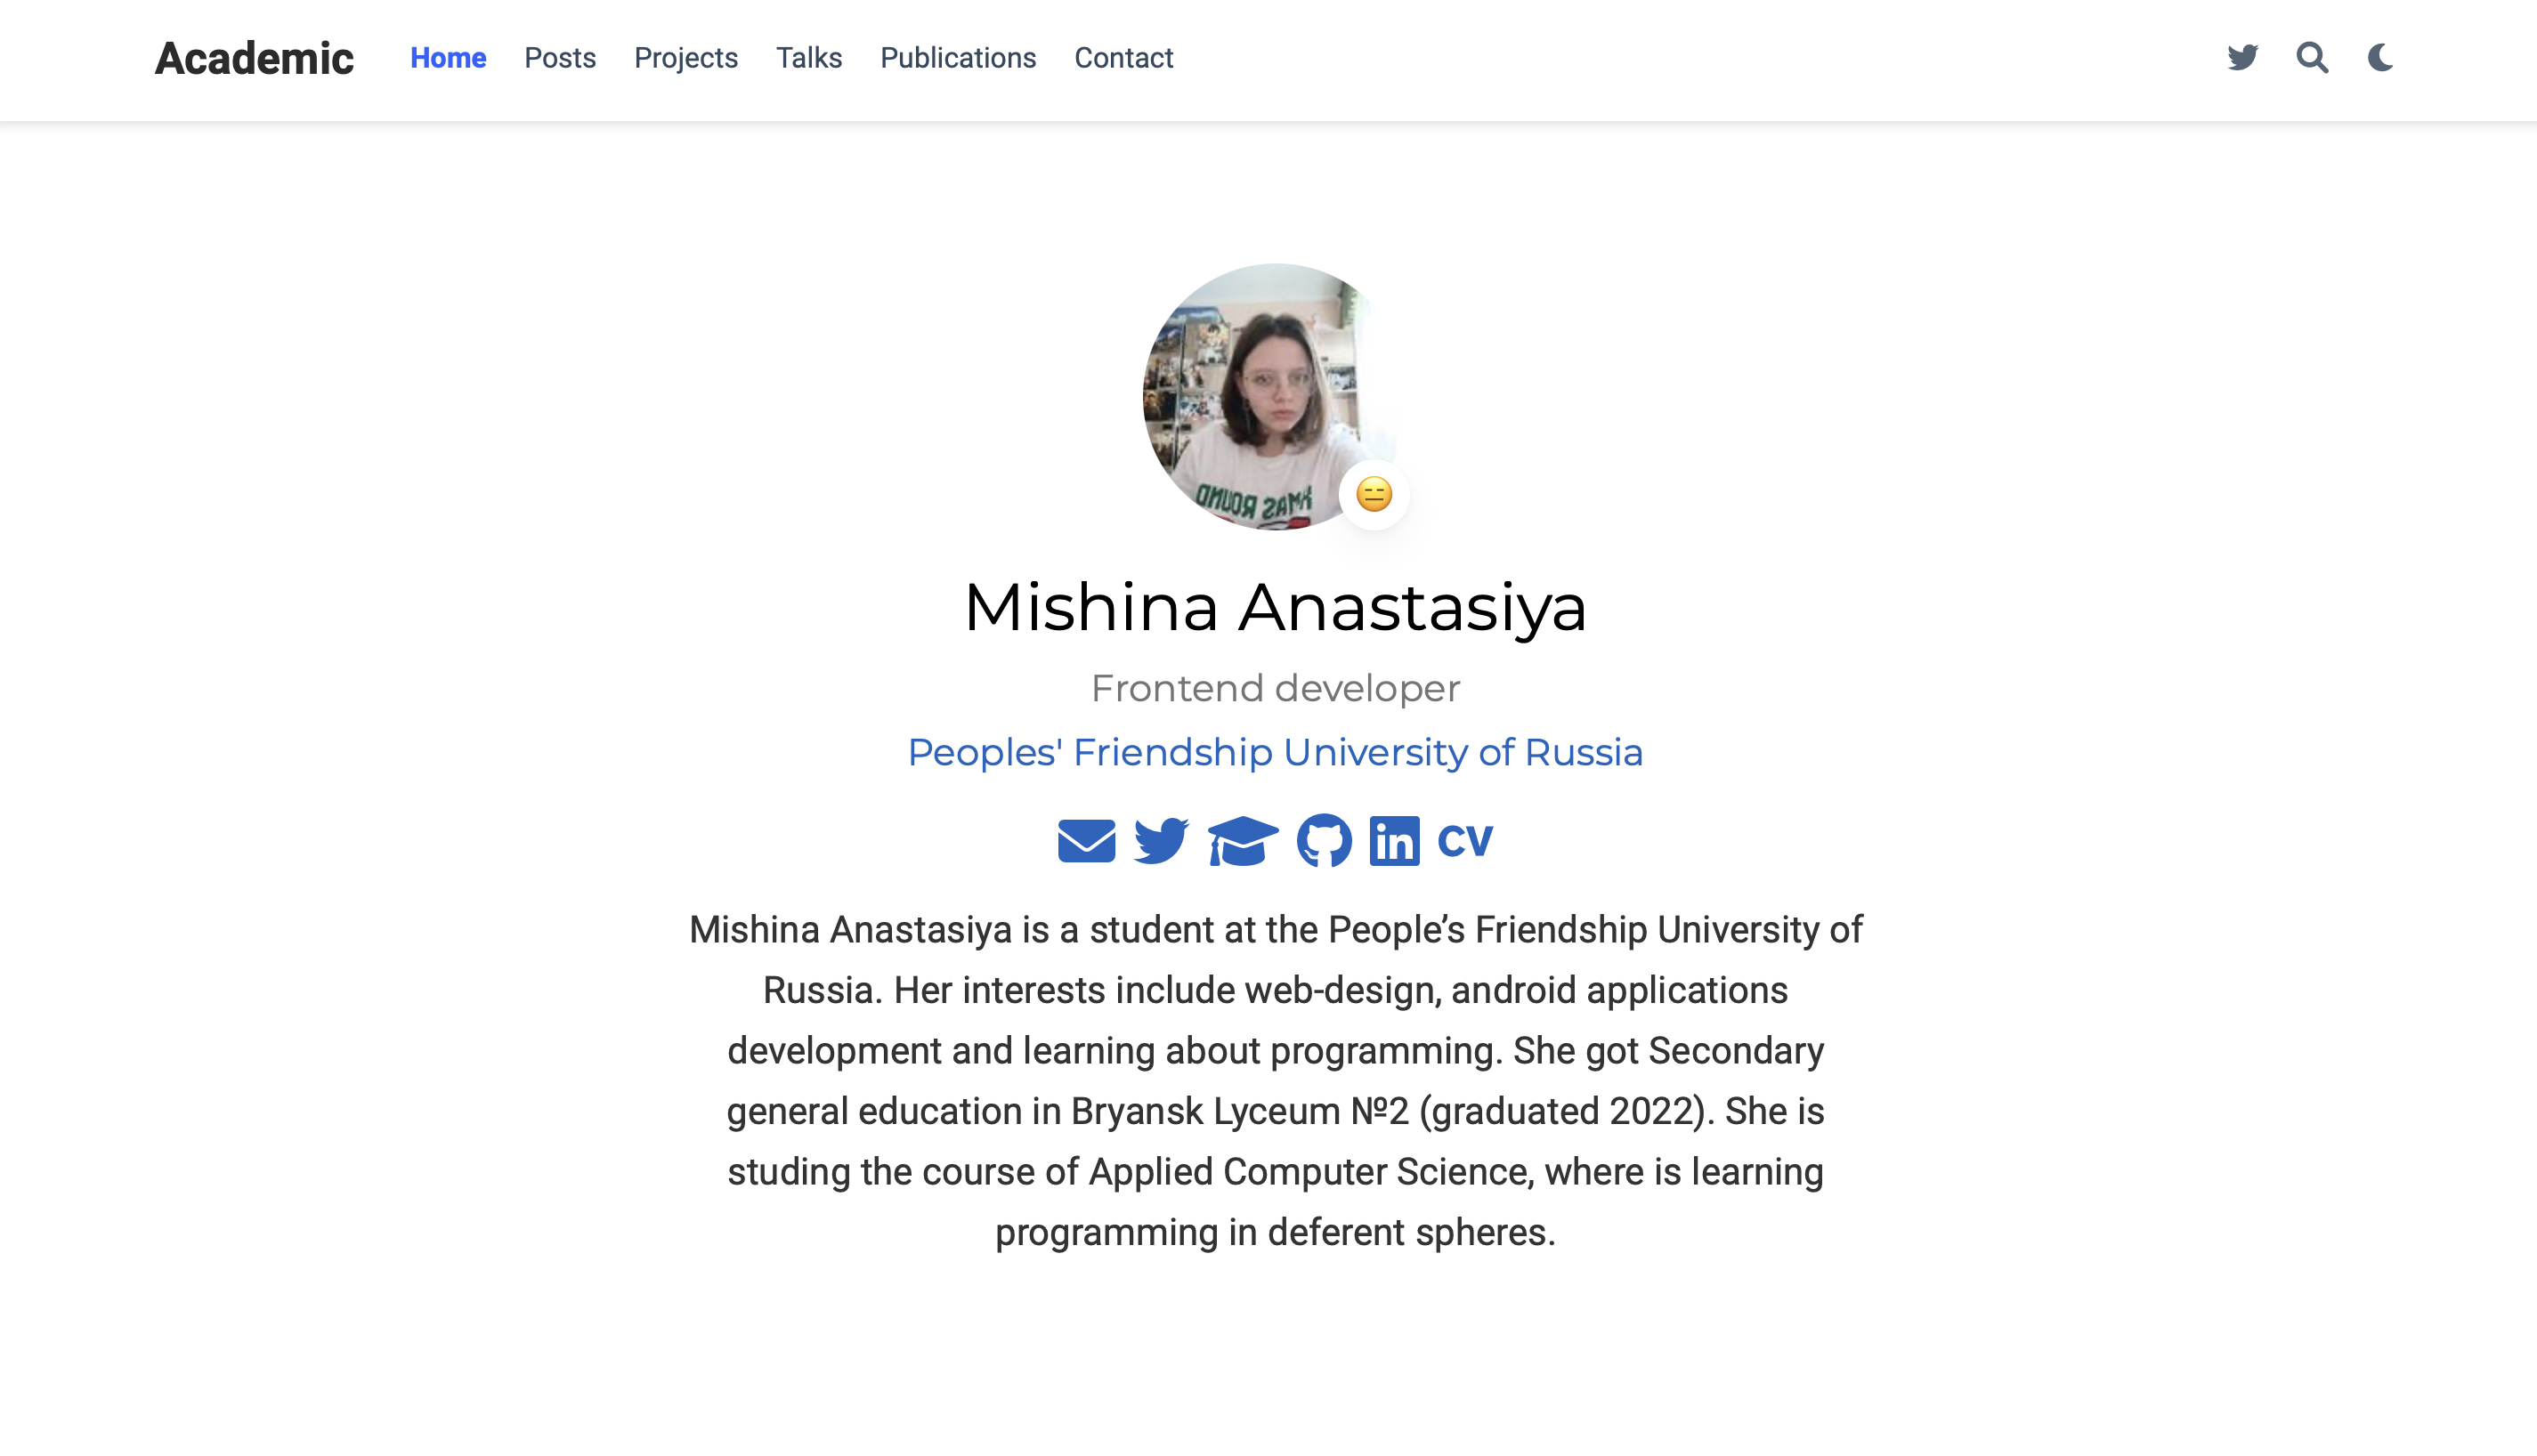 Academic Home Posts Projects Talks Publications Contact
XMAS ROUND
Mishina Anastasiya
Frontend developer
Peoples' Friendship University of Russia
CV
Mishina Anastasiya is a student at the People’s Friendship University of
Russia. Her interests include web-design, android applications
development and learning about programming. She got Secondary
general education in Bryansk Lyceum №2 (graduated 2022). She is
studing the course of Applied Computer Science, where is learning
programming in deferent spheres.